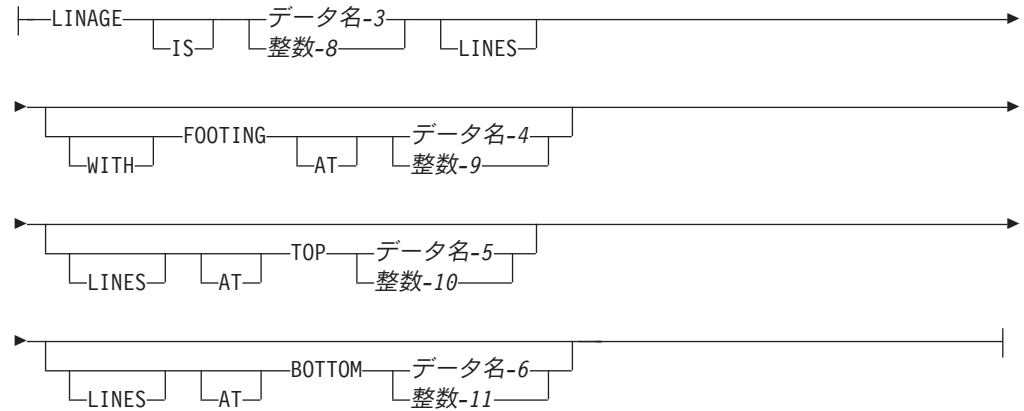 LINAGE IS データ名-3 LINES
整数-8
WITH FOOTING AT データ名-4
整数-9
LINES AT TOP データ名-5
整数-10
LINES AT BOTTOM データ名-6
整数-11